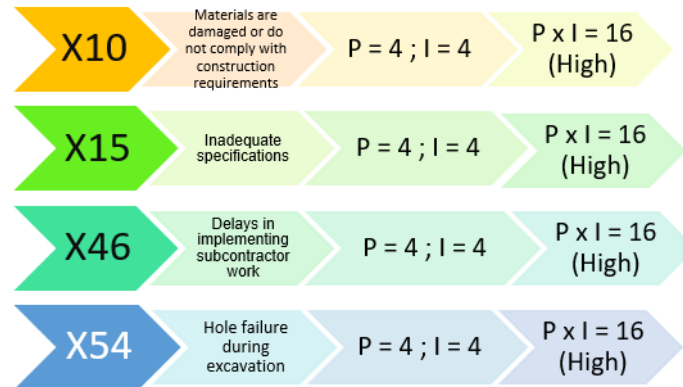 X10
Materials are
damaged or do
not comply with
construction
requirements
P = 4 ; I = 4
P x I = 16
(High)
X15
Inadequate
specifications
P = 4 ; I = 4
P x I = 16
(High)
X46
Delays in
implementing
subcontractor
work
P = 4 ; I = 4
P x I = 16
(High)
X54
Hole failure
during
excavation
P = 4 ; I = 4
P x I = 16
(High)